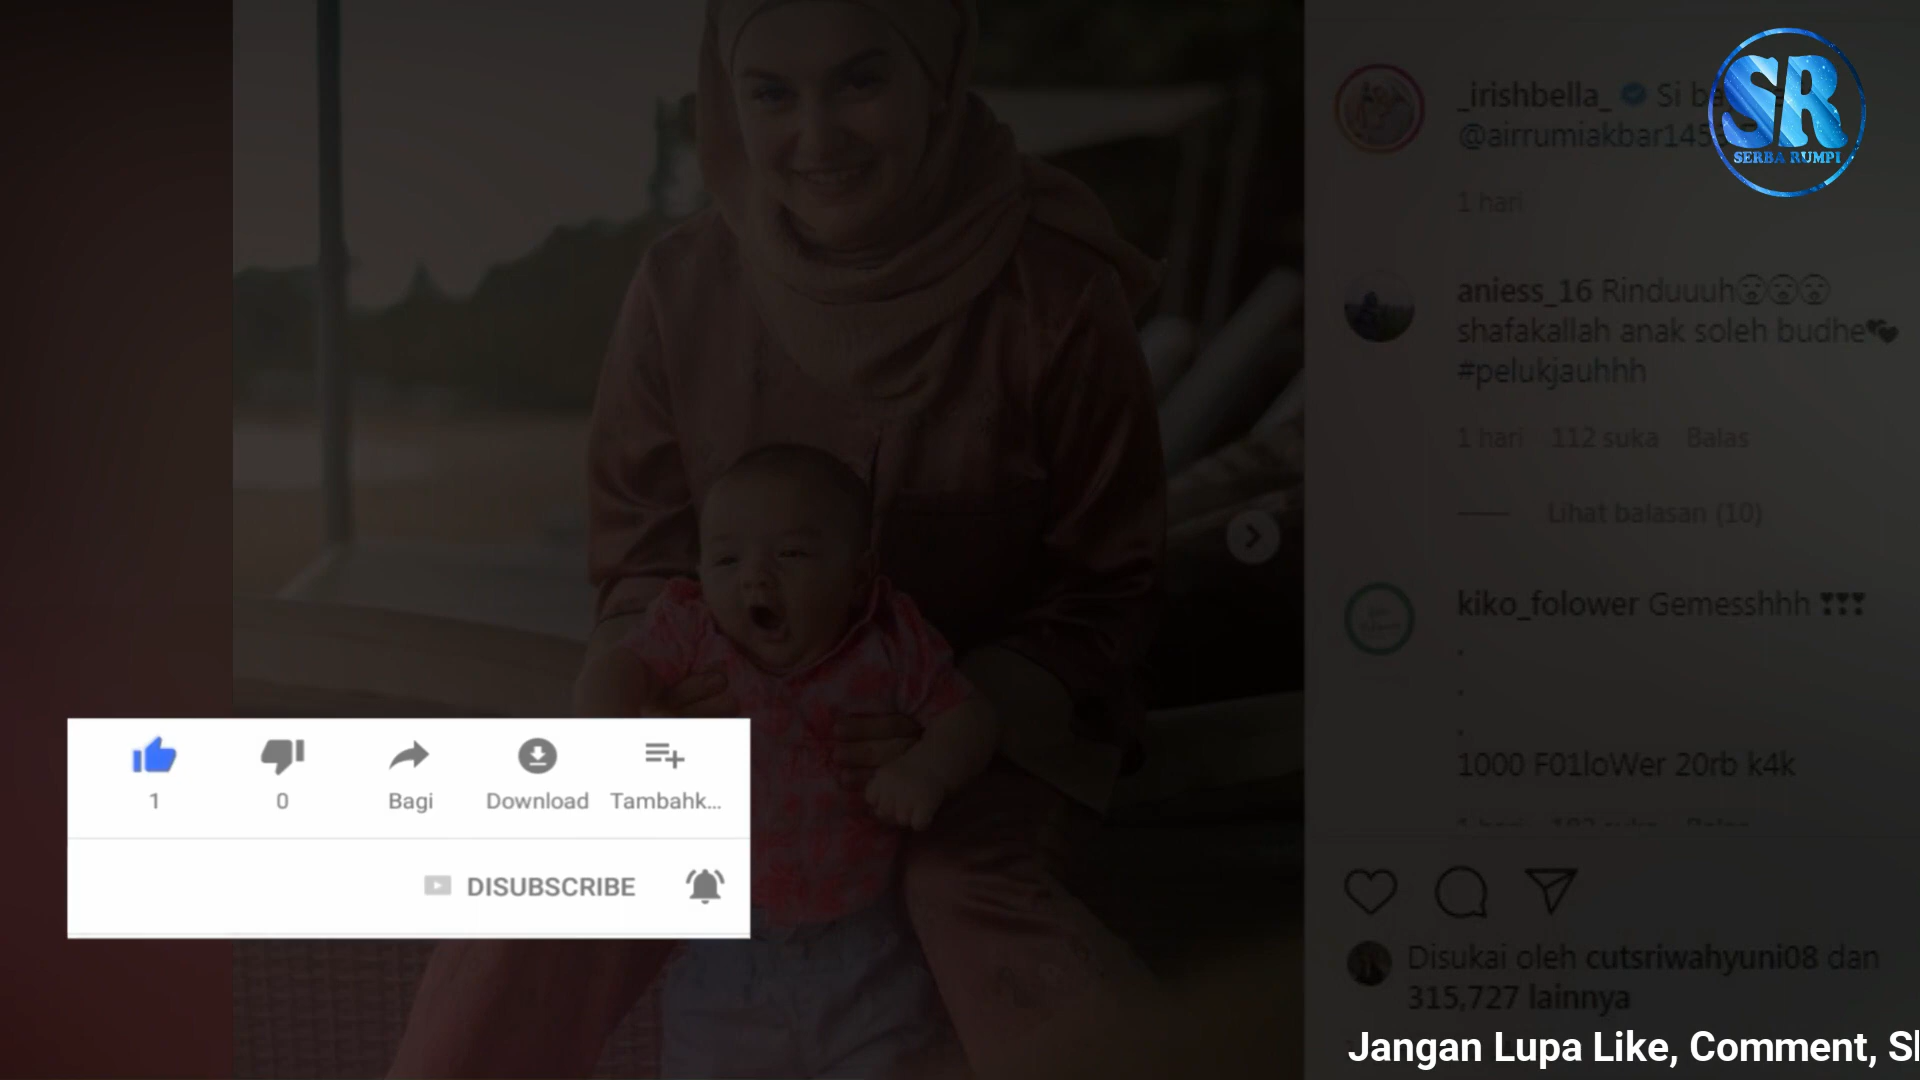 _irishbella_ Si ba
@airrumiakbar145
1 hari
SR
SERBA RUMPI
aniess_16 Rinduuuh
shafakallah anak soleh budhe
#pelukjauhhh
1 hari 112 suka Balas
Lihat balasan (10)
kiko_folower Gemesshhh
.
.
.
1000 F01loWer 20rb k4k
Disukai oleh cutsriwahyuni08 dan
315,727 lainnya
1
0
Bagi
Download
Tambahk...
DISUBSCRIBE
Jangan Lupa Like, Comment,